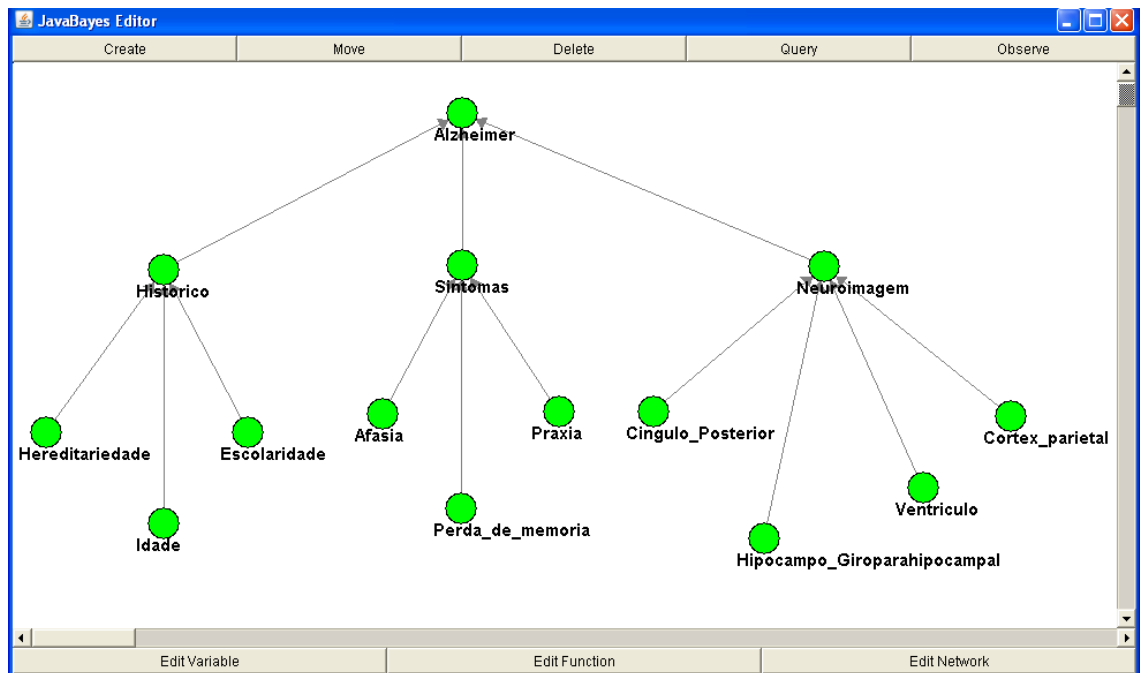 JavaBayes Editor
Create Move Delete Query Observe
Alzheimer
Historico Sintomas Neuroimagem
Hereditariedade Escolaridade Afasia Praxia Cingulo_Posterior Cortex_parietal
Idade Perda_de_memoria Ventriculo
Hipocampo_Giroparahipocampal
Edit Variable Edit Function Edit Network